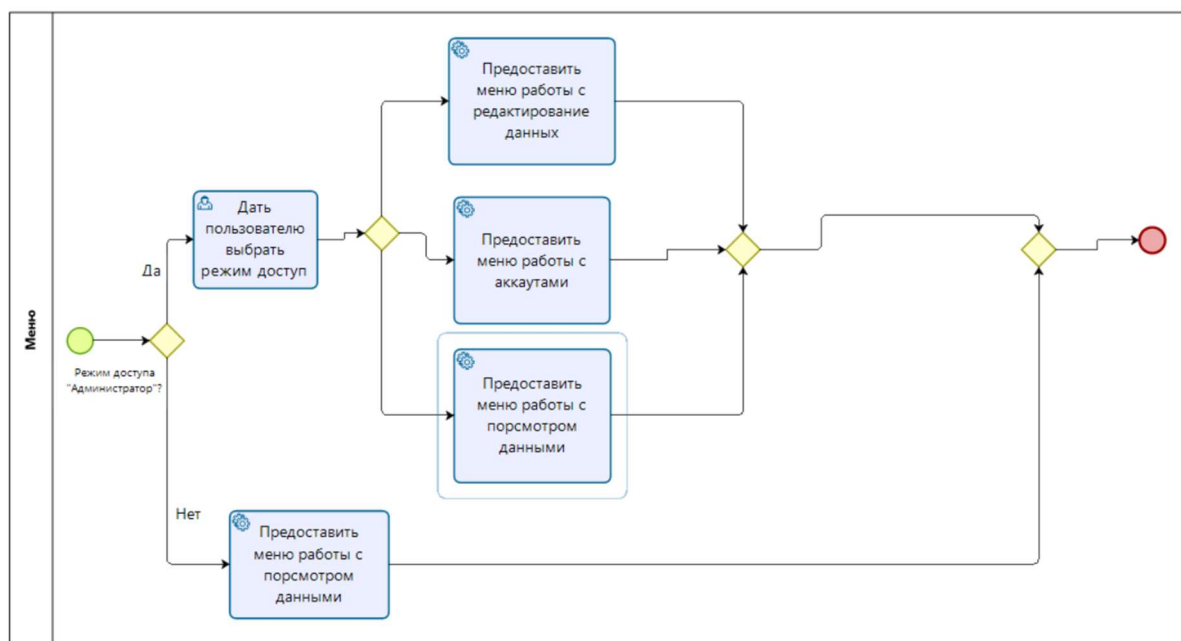 Предоставить
меню работы с
редактирование
данных
Дать
пользователю
выбрать
режим доступ
Предоставить
меню работы с
аккаутами
Да
Меню
Режим доступа
"Администратор"?
Предоставить
меню работы с
порсмотром
данными
Нет
Предоставить
меню работы с
порсмотром
данными